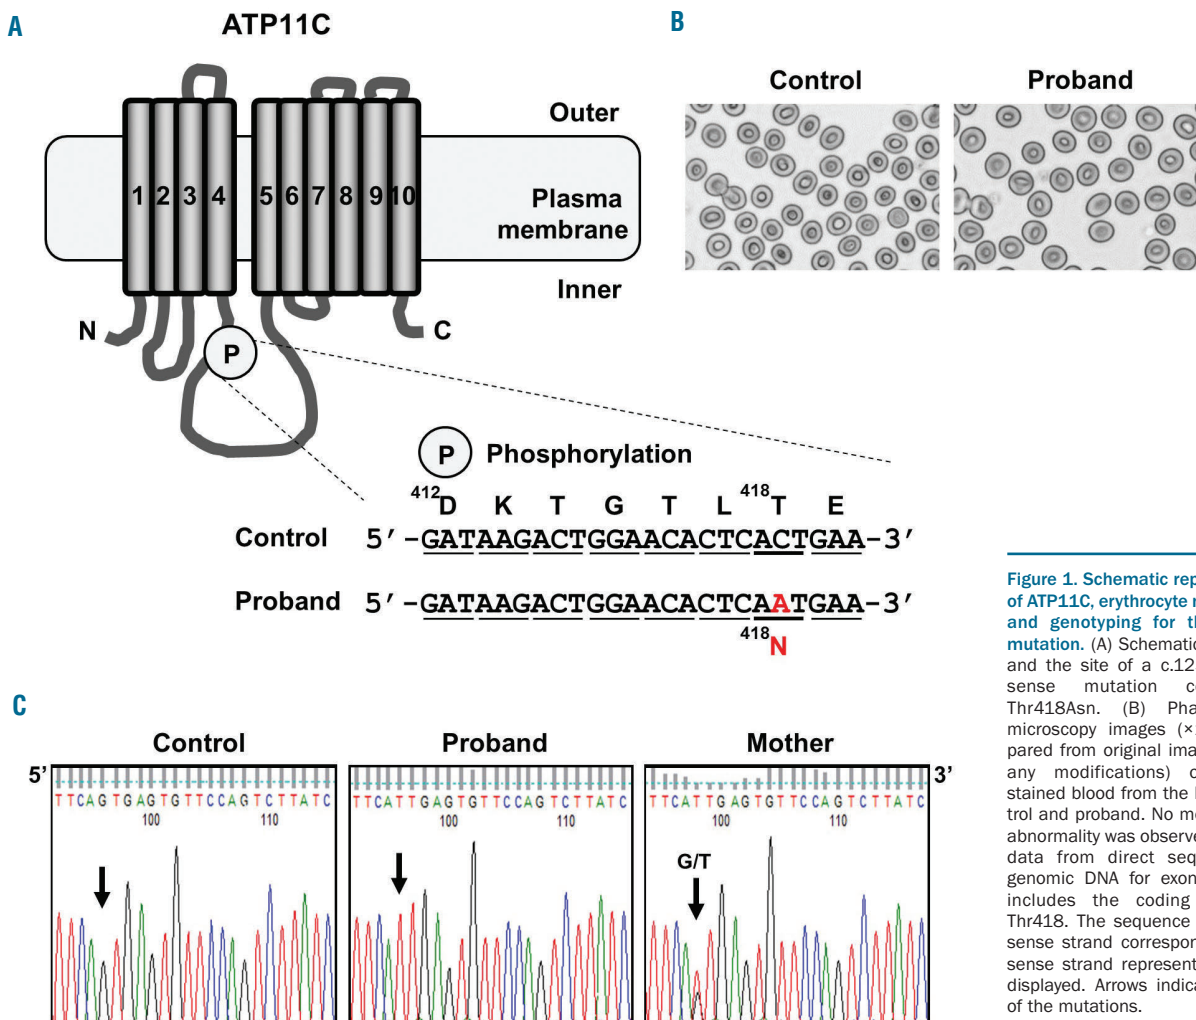 A
ATP11C
Outer
1 2 3 4 5 6 7 8 9 10
Plasma
membrane
Inner
N
P
C
P Phosphorylation
412D K T G T L 418T E
Control 5′-GATAAGACTGGAACACTCACTGAA-3′
Proband 5′-GATAAGACTGGAACACTCAATGAA-3′
418N
B
Control Proband
C
Control Proband Mother
5’ 3’
TTCAGTGAGTGTTCCAGTCTTATC
100 110
TTCATTGAGTGTTCCAGTCTTATC
100 110
TTCATTGAGTGTTCCAGTCTTATC
100 110
G/T
Figure 1. Schematic rep
of ATP11C, erythrocyte
and genotyping for
mutation. (A) Schematic
and the site of a c.12
sense mutation
Thr418Asn. (B) Pha
microscopy images
pared from original ima
any modifications)
stained blood from the
trol and proband. No
abnormality was observe
data from direct seq
genomic DNA for exon
includes the coding
Thr418. The sequence
sense strand correspon
sense strand represent
displayed. Arrows indica
of the mutations.